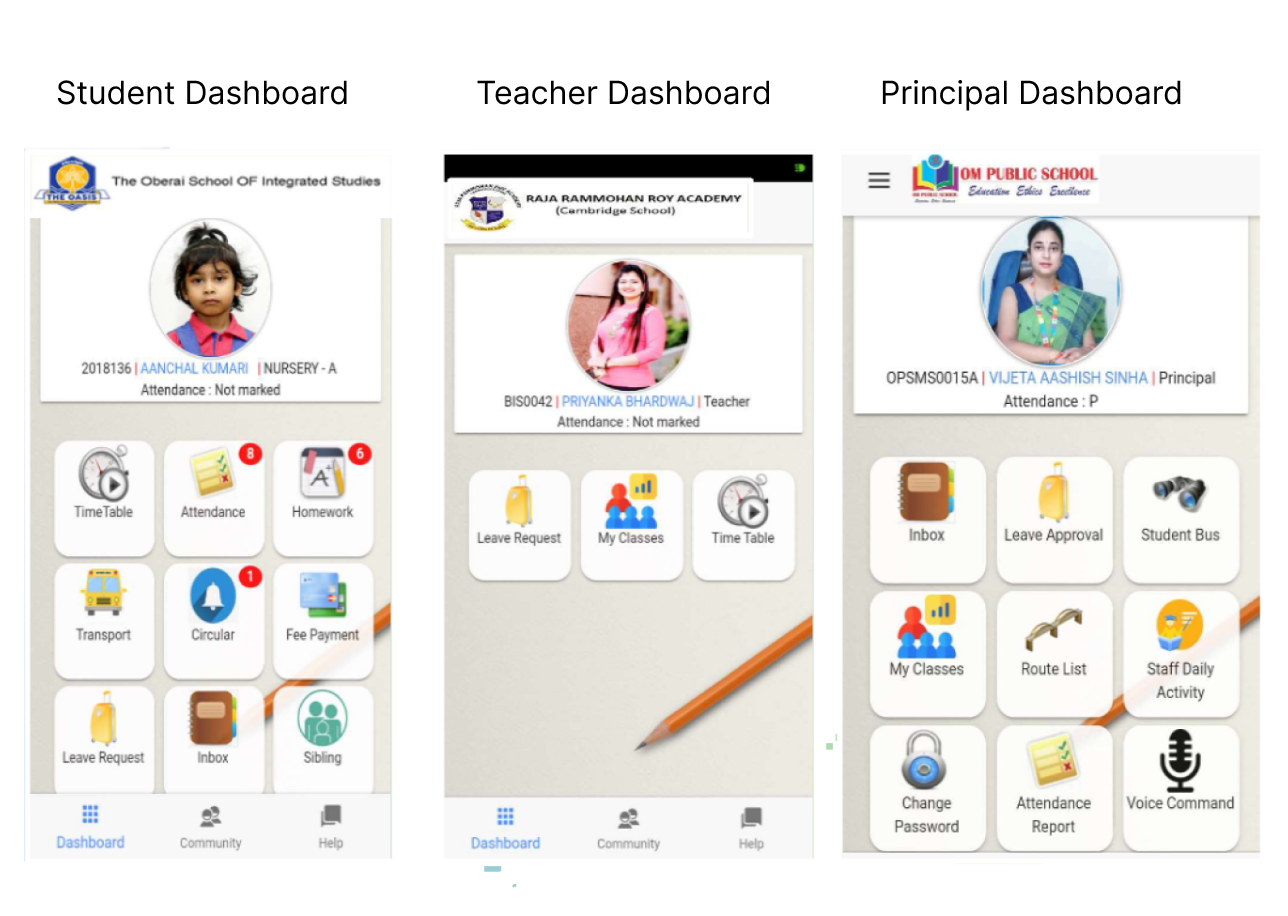 Student Dashboard
THE OASIS
The Oberai School OF Integrated Studies
2018136 | AANCHAL KUMARI | NURSERY - A
Attendance : Not marked
TimeTable
8
Attendance
6
Homework
Transport
1
Circular
Fee Payment
Leave Request
Inbox
Sibling
Dashboard
Community
Help
Teacher Dashboard
RAJA RAMMOHAN ROY ACADEMY
(Cambridge School)
BIS0042 | PRIYANKA BHARDWAJ | Teacher
Attendance : Not marked
Leave Request
My Classes
Time Table
Dashboard
Community
Help
Principal Dashboard
OM PUBLIC SCHOOL
OM PUBLIC SCHOOL
Education Ethics Excellence
OPSMS0015A | VIJETA AASHISH SINHA | Principal
Attendance : P
Inbox
Leave Approval
Student Bus
My Classes
Route List
Staff Daily
Activity
Change
Password
Attendance
Report
Voice Command